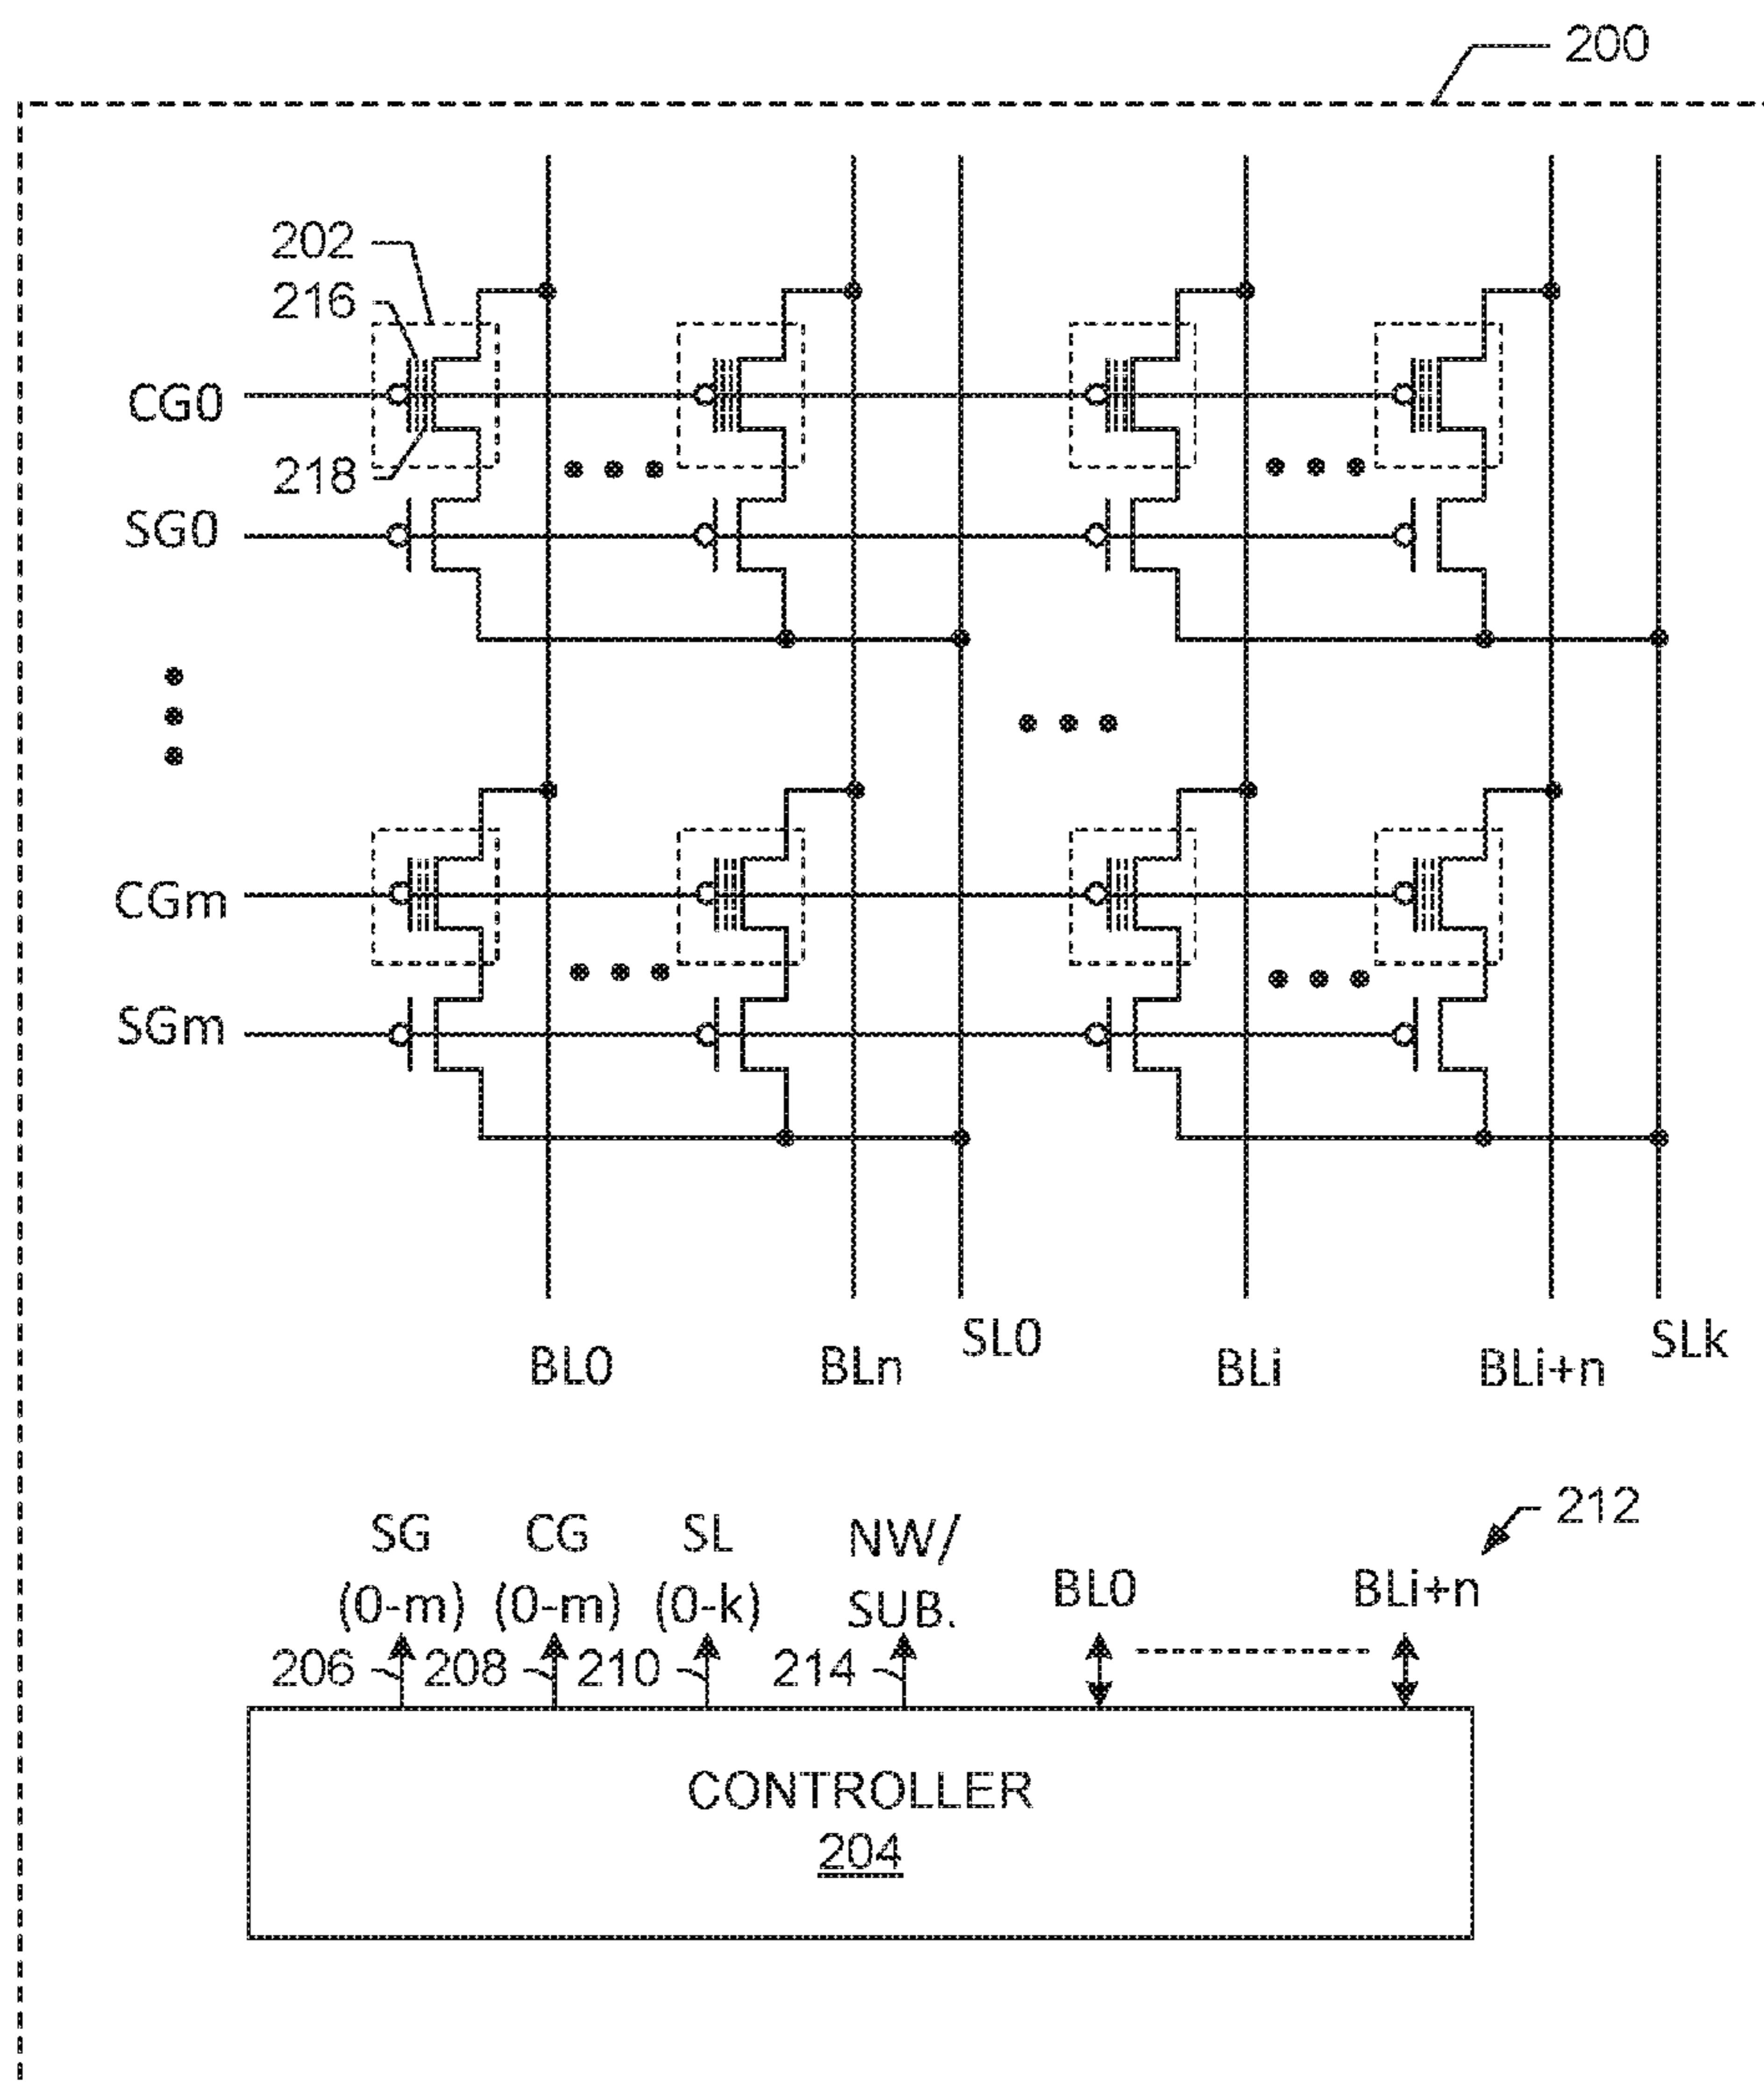 200
202
216
CG0
218
SG0
CGm
SGm
BL0 BLn SL0 BLi BLi+n SLk
212
SG CG SL NW/ BL0 BLi+n
(0-m) (0-m) (0-k) SUB.
206 208 210 214
CONTROLLER
204